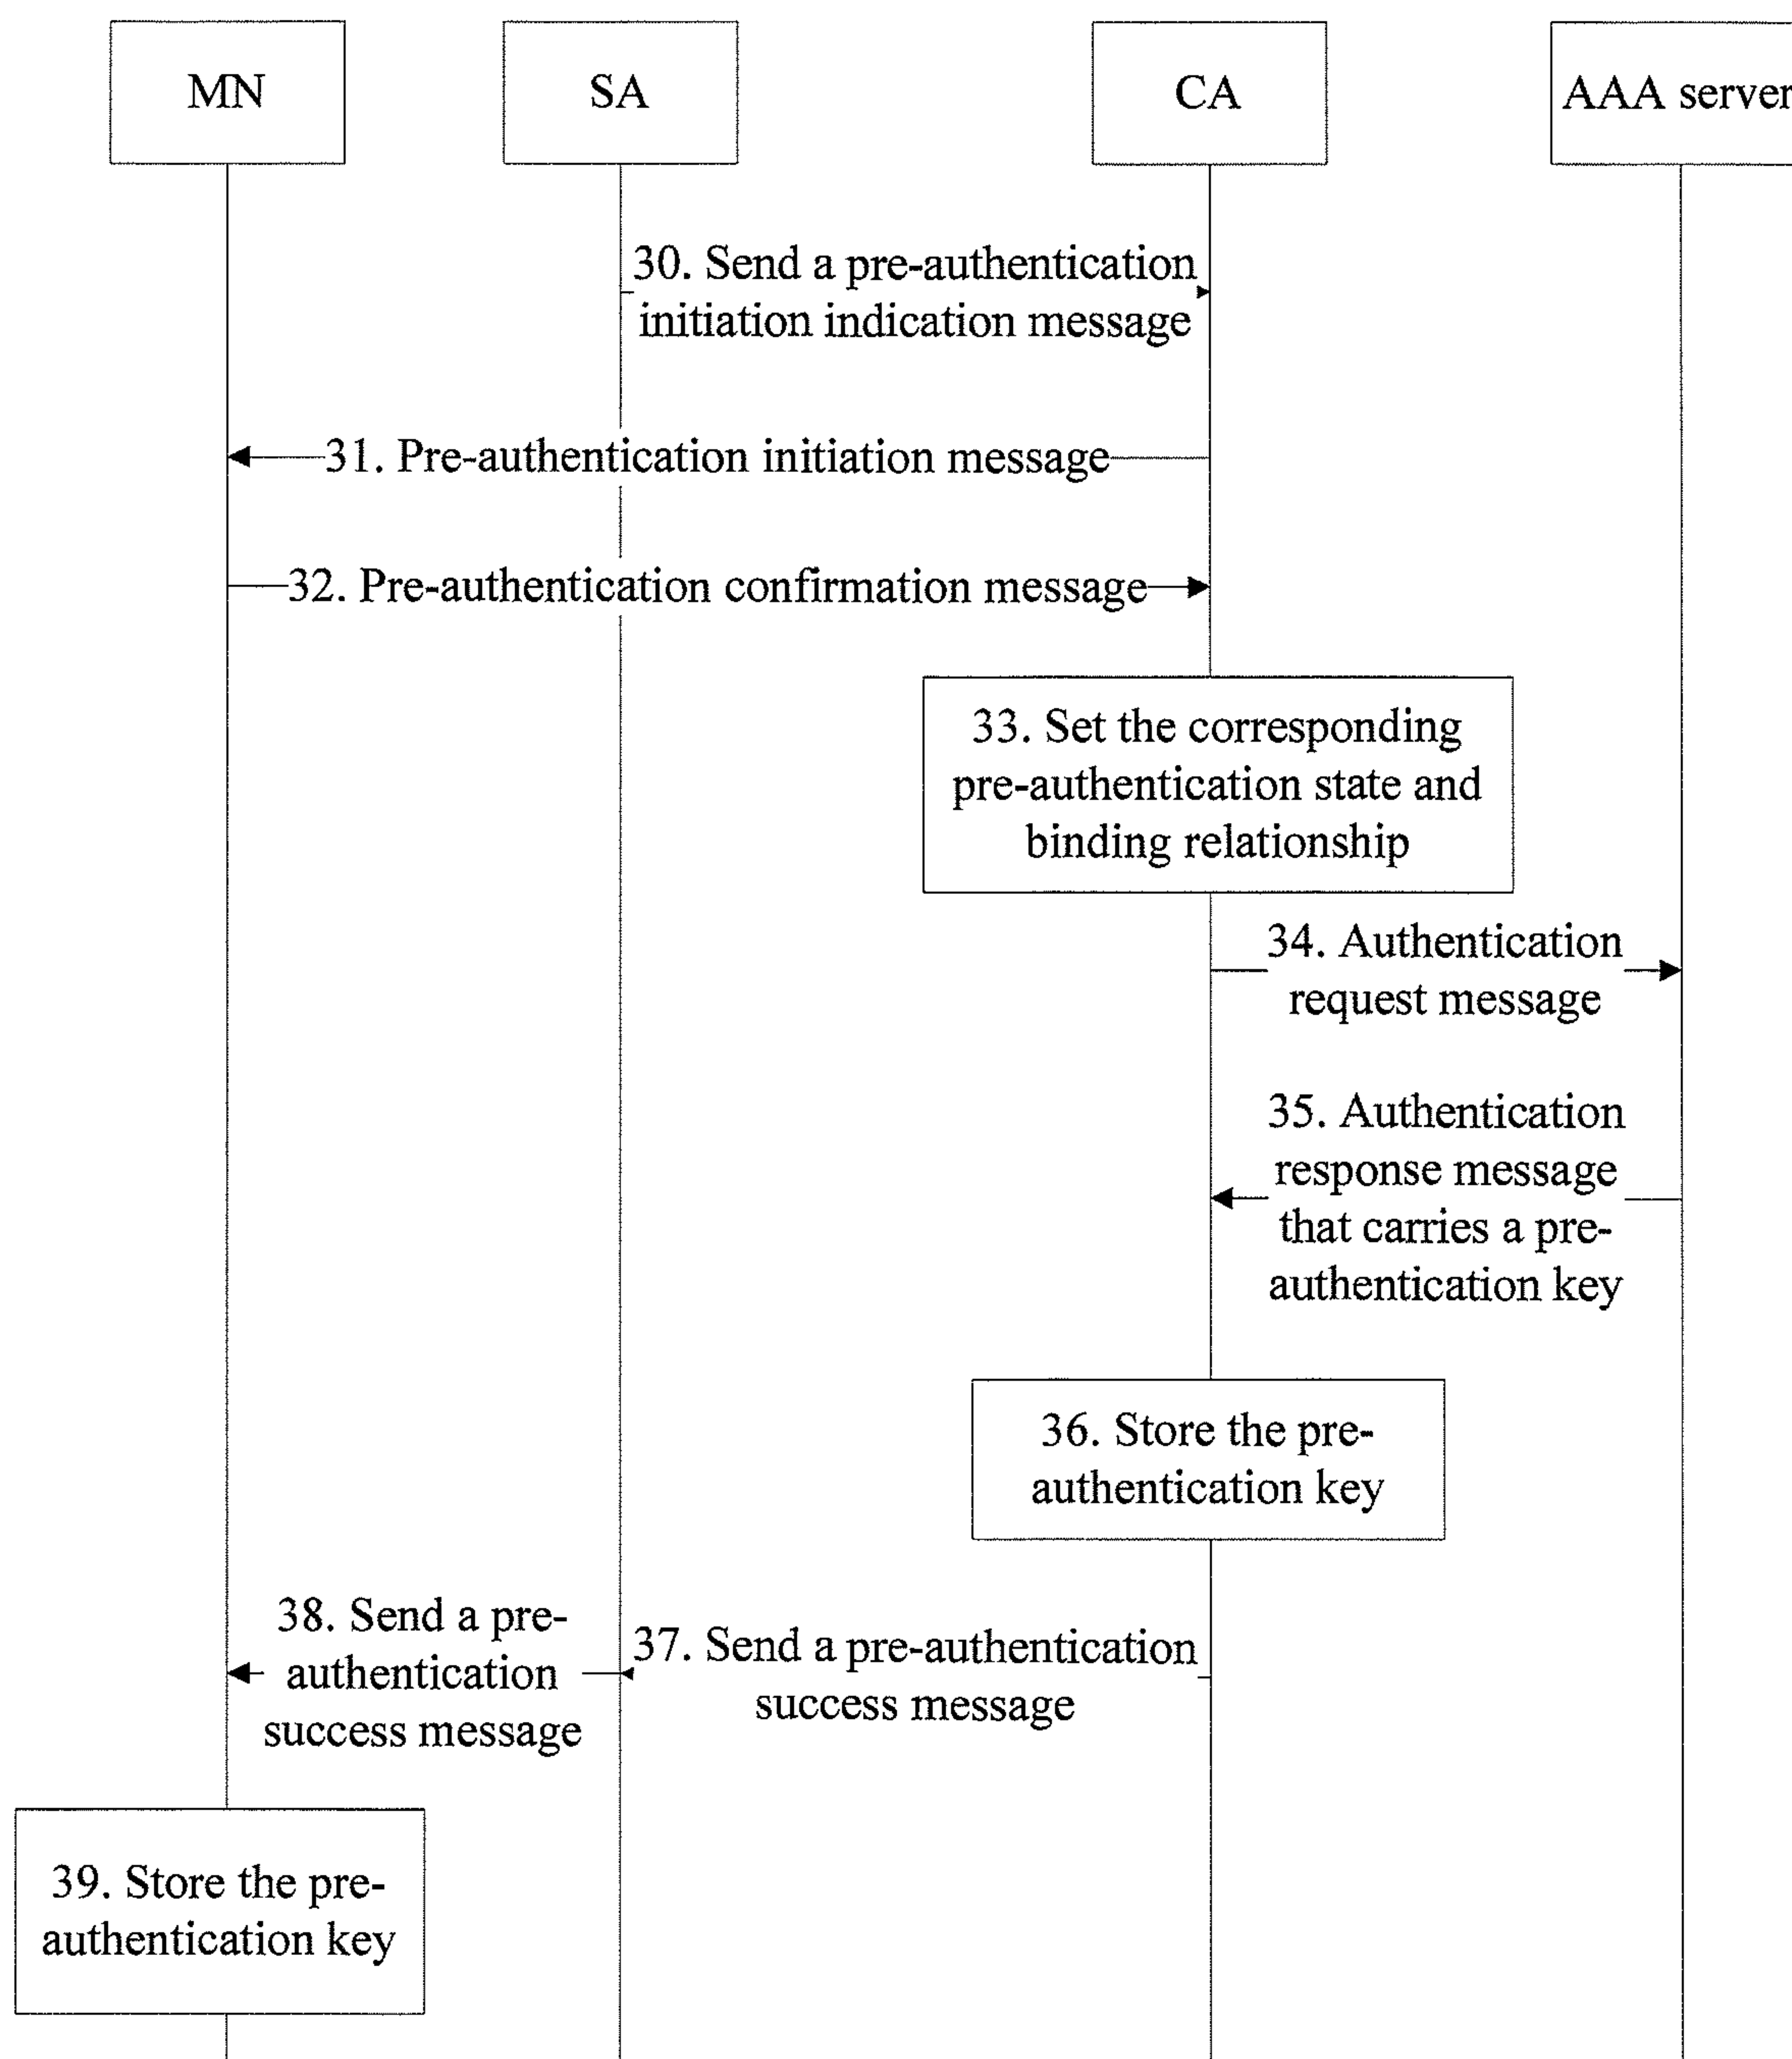 MN
SA
CA
AAA server
30. Send a pre-authentication
initiation indication message
31. Pre-authentication initiation message
32. Pre-authentication confirmation message
33. Set the corresponding
pre-authentication state and
binding relationship
34. Authentication
request message
35. Authentication
response message
that carries a pre-
authentication key
36. Store the pre-
authentication key
37. Send a pre-authentication
success message
38. Send a pre-
authentication
success message
39. Store the pre-
authentication key